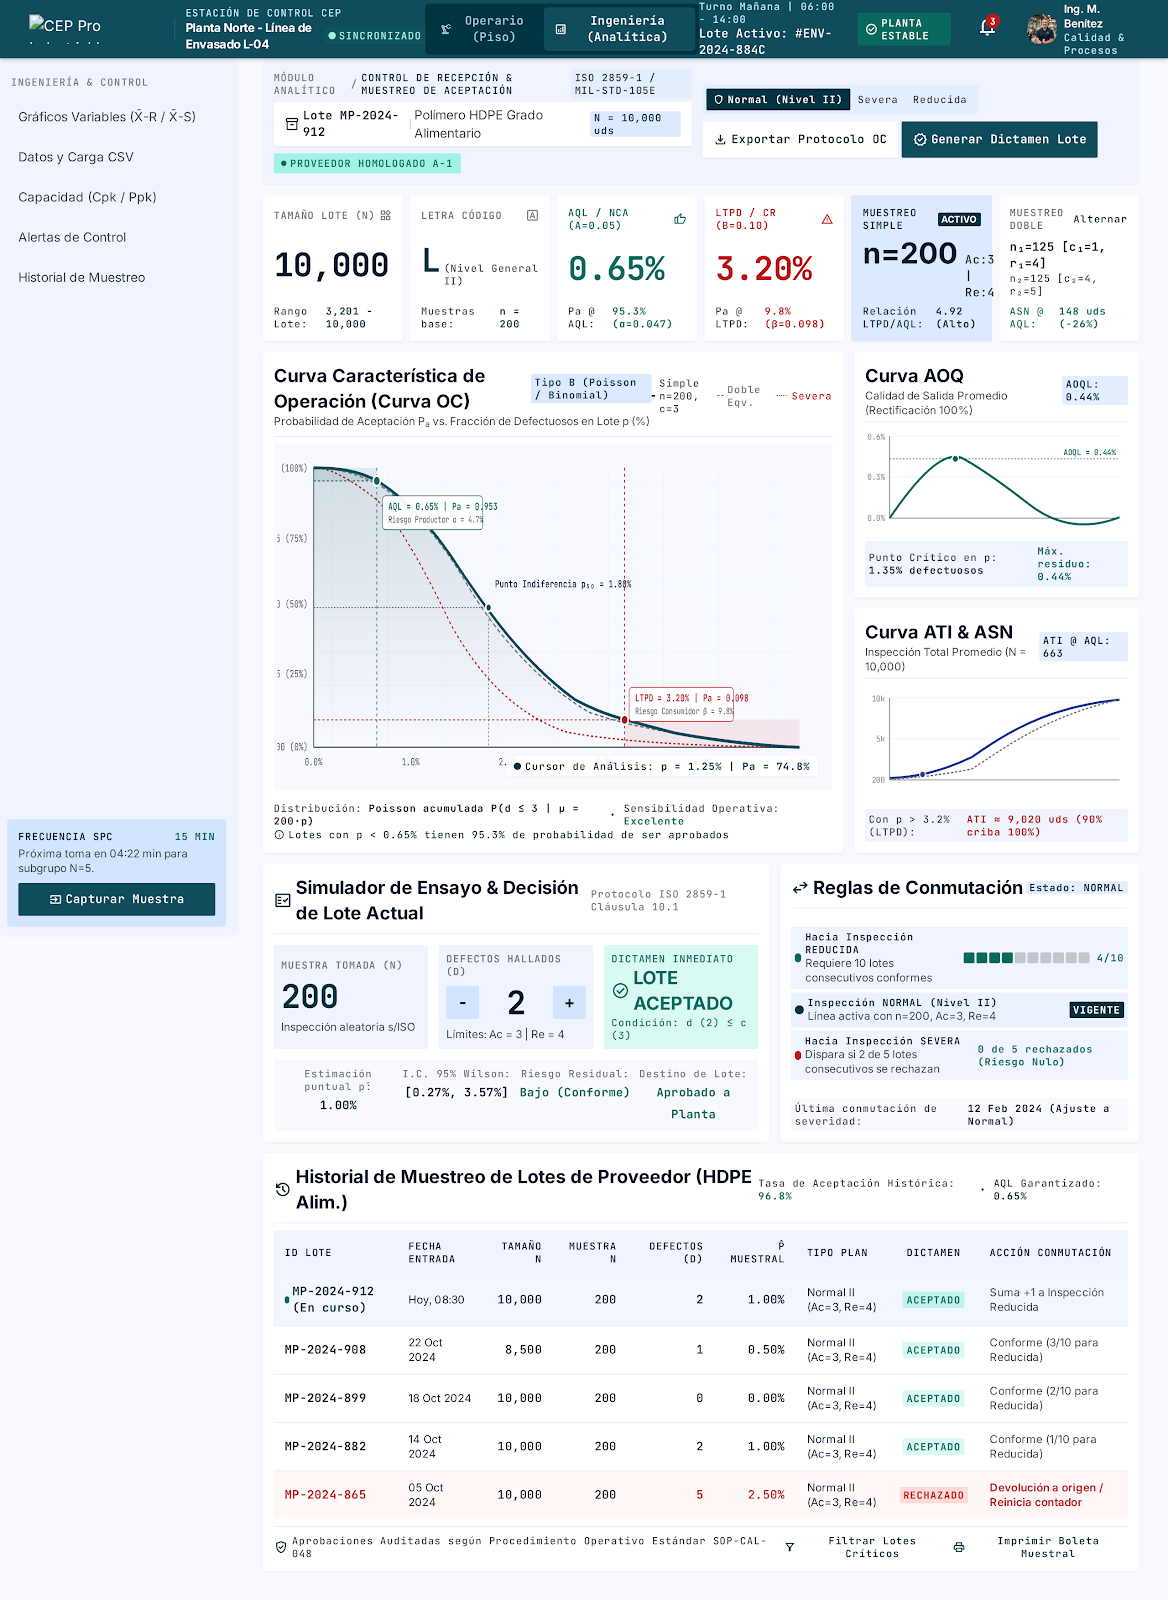 CEP Pro
ESTACIÓN DE CONTROL CEP
Planta Norte - Línea de
Envasado L-04
SINCRONIZADO
Operario
(Piso)
Ingeniería
(Analítica)
Turno Mañana | 06:00
- 14:00
Lote Activo: #ENV-
2024-884C
PLANTA
ESTABLE
3
Ing. M.
Benítez
Calidad &
Procesos
INGENIERÍA & CONTROL
Gráficos Variables (X̄-R / X̄-S)
Datos y Carga CSV
Capacidad (Cpk / Ppk)
Alertas de Control
Historial de Muestreo
FRECUENCIA SPC
15 MIN
Próxima toma en 04:22 min para
subgrupo N=5.
Capturar Muestra
MÓDULO
ANALÍTICO
/
CONTROL DE RECEPCIÓN &
MUESTREO DE ACEPTACIÓN
ISO 2859-1 /
MIL-STD-105E
Lote MP-2024-
912
Polímero HDPE Grado
Alimentario
N = 10,000
uds
PROVEEDOR HOMOLOGADO A-1
Normal (Nivel II)
Severa
Reducida
Exportar Protocolo OC
Generar Dictamen Lote
TAMAÑO LOTE (N)
10,000
Rango
Lote:
3,201 -
10,000
LETRA CÓDIGO
L (Nivel General
II)
Muestras
base:
n =
200
AQL / NCA
(A=0.05)
0.65%
Pa @
AQL:
95.3%
(α=0.047)
LTPD / CR
(B=0.10)
3.20%
Pa @
LTPD:
9.8%
(β=0.098)
MUESTREO
SIMPLE
ACTIVO
n=200 Ac:3
|
Re:4
Relación
LTPD/AQL:
4.92
(Alto)
MUESTREO
DOBLE
Alternar
n₁=125 [c₁=1,
r₁=4]
n₂=125 [c₂=4,
r₂=5]
ASN @
AQL:
148 uds
(-26%)
Curva Característica de
Operación (Curva OC)
Tipo B (Poisson
/ Binomial)
Simple
n=200,
c=3
Doble
Eqv.
Severa
Probabilidad de Aceptación Pₐ vs. Fracción de Defectuosos en Lote p (%)
(100%)
5 (75%)
0 (50%)
5 (25%)
00 (0%)
AQL = 0.65% | Pa = 0.953
Riesgo Productor α = 4.7%
Punto Indiferencia p₅₀ = 1.88%
LTPD = 3.20% | Pa = 0.098
Riesgo Consumidor β = 9.8%
0.0%
1.0%
2.
Cursor de Análisis: p = 1.25% | Pa = 74.8%
Distribución: Poisson acumulada P(d ≤ 3 | μ =
200·p)
•
Sensibilidad Operativa:
Excelente
Lotes con p < 0.65% tienen 95.3% de probabilidad de ser aprobados
Curva AOQ
Calidad de Salida Promedio
(Rectificación 100%)
AOQL:
0.44%
0.6%
0.3%
0.0%
AOQL = 0.44%
Punto Crítico en p:
1.35% defectuosos
Máx.
residuo:
0.44%
Curva ATI & ASN
Inspección Total Promedio (N =
10,000)
ATI @ AQL:
663
10k
5k
200
Con p > 3.2%
(LTPD):
ATI ≈ 9,020 uds (90%
criba 100%)
Simulador de Ensayo & Decisión
de Lote Actual
Protocolo ISO 2859-1
Cláusula 10.1
MUESTRA TOMADA (N)
200
Inspección aleatoria s/ISO
DEFECTOS HALLADOS
(D)
-
2
+
Límites: Ac = 3 | Re = 4
DICTAMEN INMEDIATO
LOTE
ACEPTADO
Condición: d (2) ≤ c
(3)
Estimación
puntual p̂:
1.00%
I.C. 95% Wilson:
[0.27%, 3.57%]
Riesgo Residual:
Bajo (Conforme)
Destino de Lote:
Aprobado a
Planta
Reglas de Conmutación
Estado: NORMAL
Hacia Inspección
REDUCIDA
Requiere 10 lotes
consecutivos conformes
4/10
Inspección NORMAL (Nivel II)
Línea activa con n=200, Ac=3, Re=4
VIGENTE
Hacia Inspección SEVERA
Dispara si 2 de 5 lotes
consecutivos se rechazan
0 de 5 rechazados
(Riesgo Nulo)
Última conmutación de
severidad:
12 Feb 2024 (Ajuste a
Normal)
Historial de Muestreo de Lotes de Proveedor (HDPE
Alim.)
Tasa de Aceptación Histórica:
96.8%
•
AQL Garantizado:
0.65%
ID LOTE
FECHA
ENTRADA
TAMAÑO
N
MUESTRA
N
DEFECTOS
(D)
P̂
MUESTRAL
TIPO PLAN
DICTAMEN
ACCIÓN CONMUTACIÓN
MP-2024-912
(En curso)
Hoy, 08:30
10,000
200
2
1.00%
Normal II
(Ac=3, Re=4)
ACEPTADO
Suma +1 a Inspección
Reducida
MP-2024-908
22 Oct
2024
8,500
200
1
0.50%
Normal II
(Ac=3, Re=4)
ACEPTADO
Conforme (3/10 para
Reducida)
MP-2024-899
18 Oct 2024
10,000
200
0
0.00%
Normal II
(Ac=3, Re=4)
ACEPTADO
Conforme (2/10 para
Reducida)
MP-2024-882
14 Oct
2024
10,000
200
2
1.00%
Normal II
(Ac=3, Re=4)
ACEPTADO
Conforme (1/10 para
Reducida)
MP-2024-865
05 Oct
2024
10,000
200
5
2.50%
Normal II
(Ac=3, Re=4)
RECHAZADO
Devolución a origen /
Reinicia contador
Aprobaciones Auditadas según Procedimiento Operativo Estándar SOP-CAL-
048
Filtrar Lotes
Críticos
Imprimir Boleta
Muestral